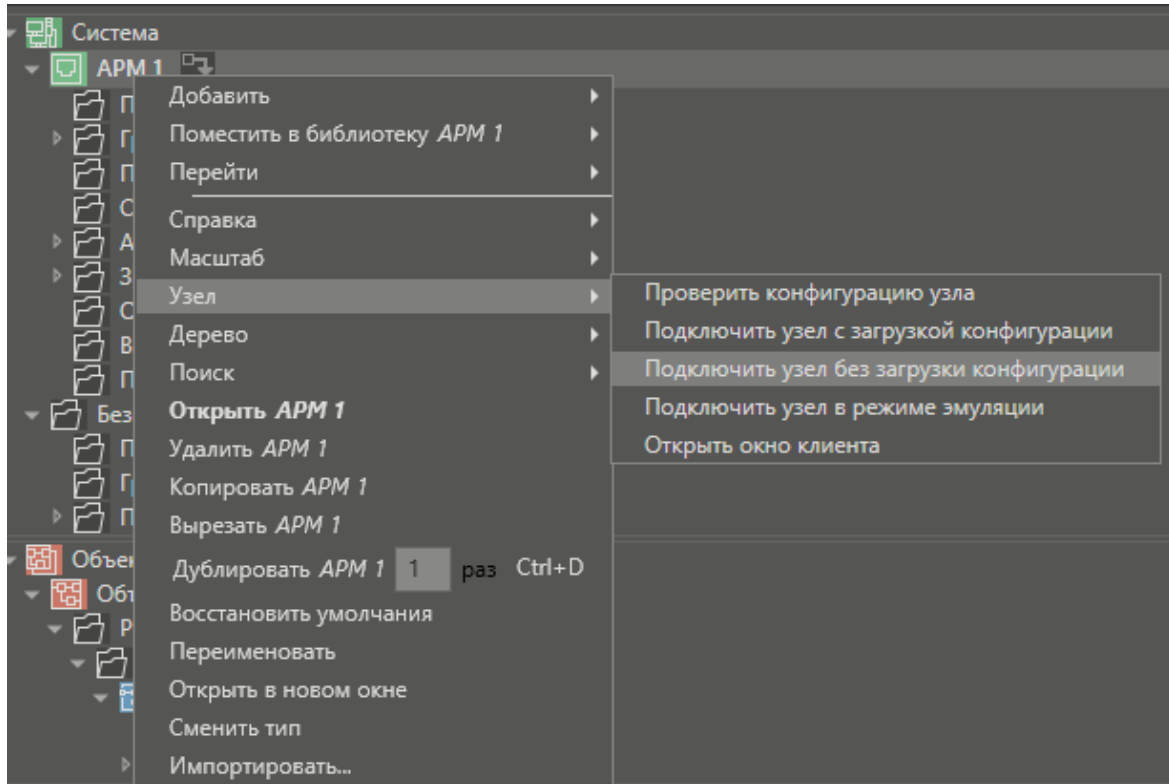 Система
АРМ 1
Добавить
Поместить в библиотеку АРМ 1
Перейти
Справка
Масштаб
Узел
Дерево
Поиск
Открыть АРМ 1
Удалить АРМ 1
Копировать АРМ 1
Вырезать АРМ 1
Дублировать АРМ 1 1 раз Ctrl+D
Восстановить умолчания
Переименовать
Открыть в новом окне
Сменить тип
Импортировать...
Проверить конфигурацию узла
Подключить узел с загрузкой конфигурации
Подключить узел без загрузки конфигурации
Подключить узел в режиме эмуляции
Открыть окно клиента